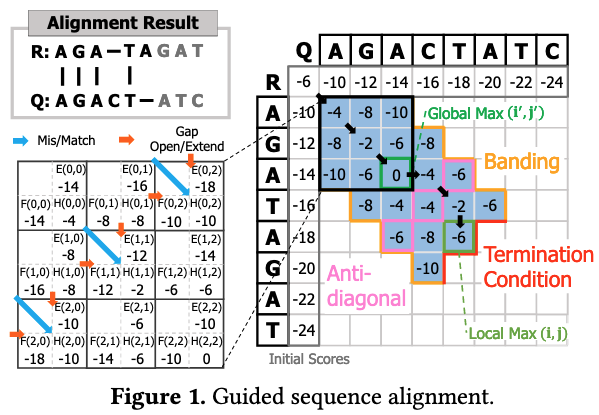 Alignment Result
R: A G A – T A G A T
Q: A G A C T – A T C
Mis/Match
Gap
Open/Extend
E(0,0) E(0,1) E(0,2)
-14 -16 -18
F(0,0) H(0,0) F(0,1) H(0,1) F(0,2) H(0,2)
-14 -4 -8 -8 -10 -10
E(1,0) E(1,1) E(1,2)
-8 -12 -14
F(1,0) H(1,0) F(1,1) H(1,1) F(1,2) H(1,2)
-16 -8 -12 -2 -6 -6
E(2,0) E(2,1) E(2,2)
-10 -6 -10
F(2,0) H(2,0) F(2,1) H(2,1) F(2,2) H(2,2)
-18 -10 -14 -6 -10 0
Q A G A C T A T C
R -6 -10 -12 -14 -16 -18 -20 -22 -24
A -10 -4 -8 -10 Global Max (i', j')
G -12 -8 -2 -6 -8 Banding
A -14 -10 -6 0 -4 -6
T -16 -8 -4 -4 -2 -6
A -18 -6 -8 -6
Termination
Condition
G -20 -10
Anti-
diagonal
A -22
T -24 Local Max (i, j)
Initial Scores
Figure 1. Guided sequence alignment.